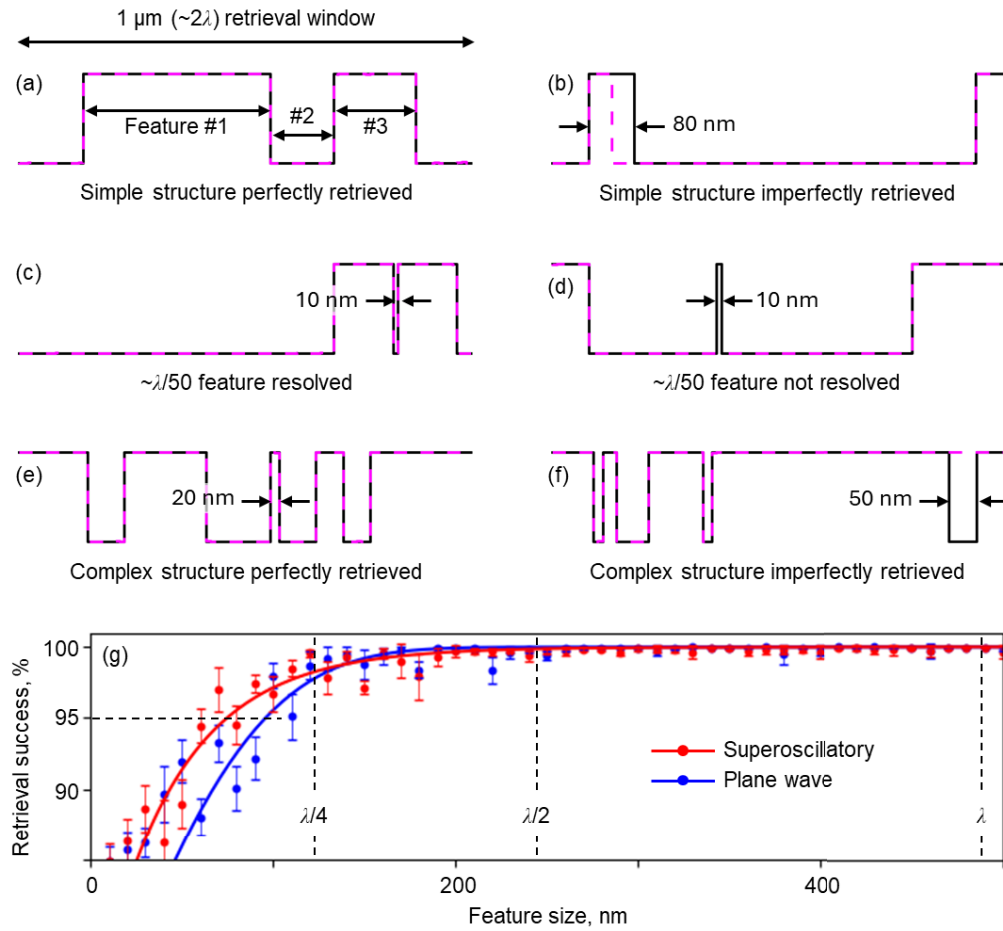 1 μm (~2λ) retrieval window
(a)
Feature #1
#2
#3
Simple structure perfectly retrieved
(b)
80 nm
Simple structure imperfectly retrieved
(c)
10 nm
~λ/50 feature resolved
(d)
10 nm
~λ/50 feature not resolved
(e)
20 nm
Complex structure perfectly retrieved
(f)
50 nm
Complex structure imperfectly retrieved
(g)
Retrieval success, %
100
95
90
Superoscillatory
Plane wave
λ/4
λ/2
λ
0
200
400
Feature size, nm